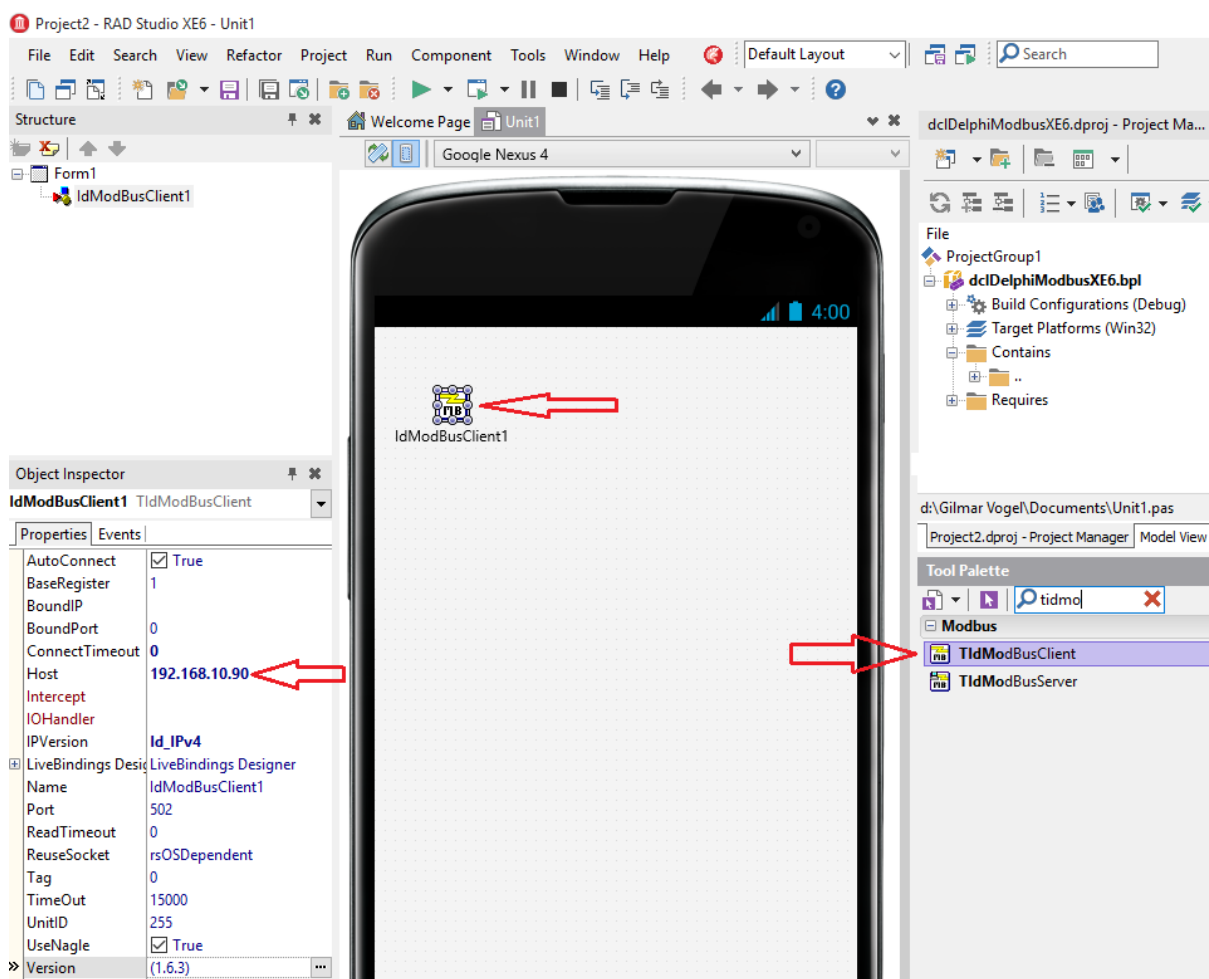 Project2 - RAD Studio XE6 - Unit1
File Edit Search View Refactor Project Run Component Tools Window Help Default Layout Search
Structure
Form1
IdModBusClient1
Object Inspector
IdModBusClient1 TIdModBusClient
Properties Events
AutoConnect True
BaseRegister 1
BoundIP
BoundPort 0
ConnectTimeout 0
Host 192.168.10.90
Intercept
IOHandler
IPVersion Id_IPv4
LiveBindings Desig LiveBindings Designer
Name IdModBusClient1
Port 502
ReadTimeout 0
ReuseSocket rsOSDependent
Tag 0
TimeOut 15000
UnitID 255
UseNagle True
Version (1.6.3) ...
Welcome Page Unit1
Google Nexus 4
4:00
MB
IdModBusClient1
dclDelphiModbusXE6.dproj - Project Ma...
File
ProjectGroup1
dclDelphiModbusXE6.bpl
Build Configurations (Debug)
Target Platforms (Win32)
Contains
..
Requires
d:\Gilmar Vogel\Documents\Unit1.pas
Project2.dproj - Project Manager Model View
Tool Palette
tidmo
Modbus
MB TIdModBusClient
MB TIdModBusServer